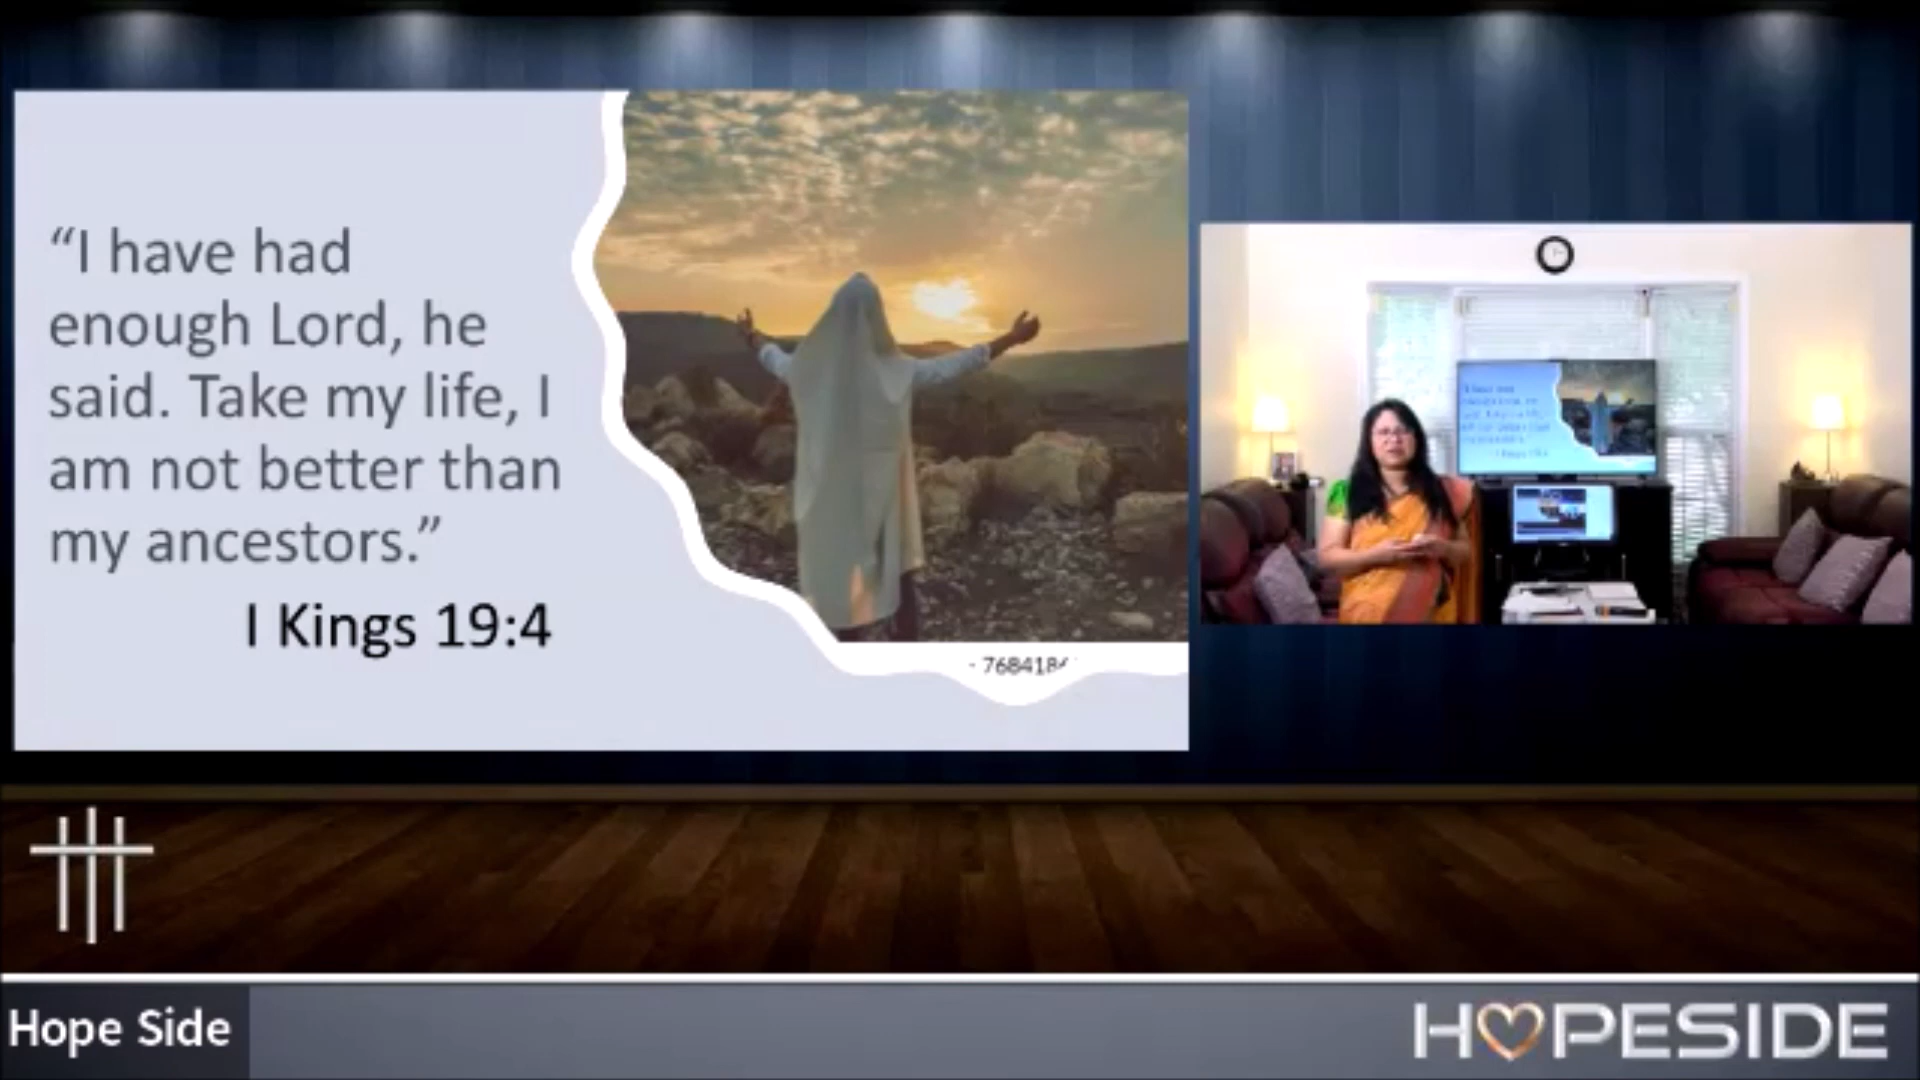 “I have had
enough Lord, he
said. Take my life, I
am not better than
my ancestors.”
I Kings 19:4
- 768418
Hope Side
HOPESIDE